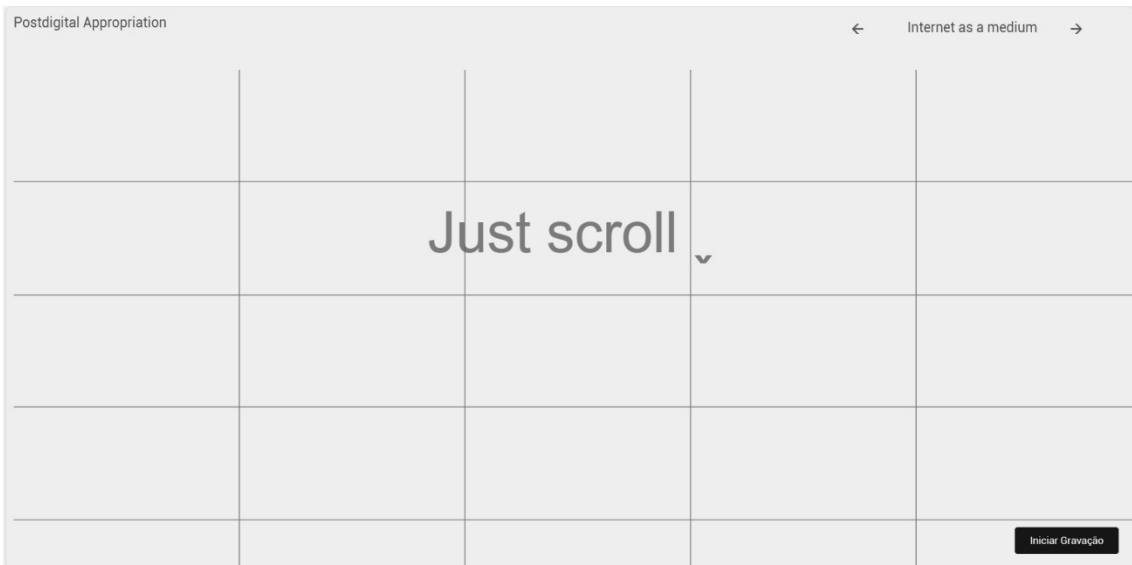 Postdigital Appropriation
← Internet as a medium →
Just scroll ˇ
Iniciar Gravação